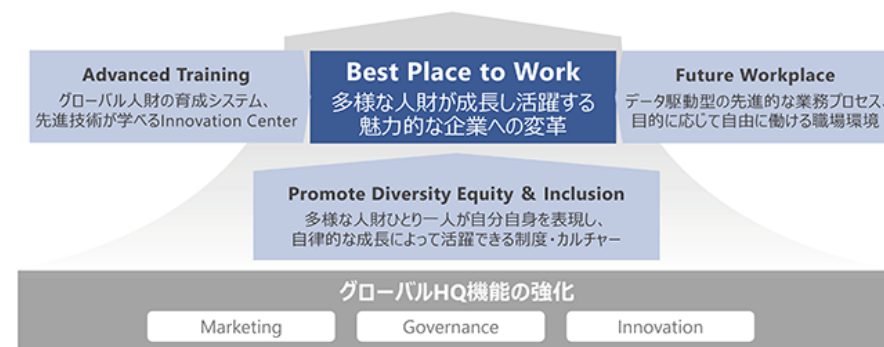 Advanced Training
グローバル人財の育成システム、
先進技術が学べるInnovation Center
Best Place to Work
多様な人財が成長し活躍する
魅力的な企業への変革
Future Workplace
データ駆動型の先進的な業務プロセス、
目的に応じて自由に働ける職場環境
Promote Diversity Equity & Inclusion
多様な人財ひとり一人が自分自身を表現し、
自律的な成長によって活躍できる制度・カルチャー
グローバルHQ機能の強化
Marketing
Governance
Innovation